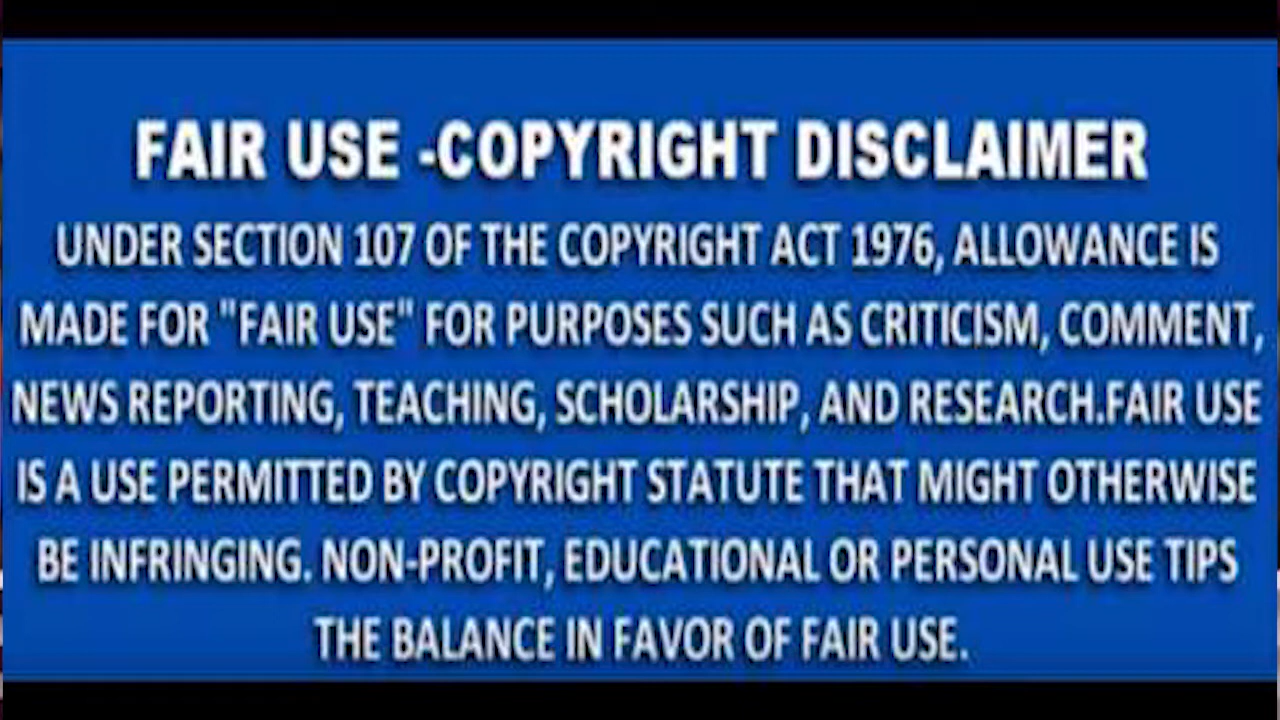 FAIR USE -COPYRIGHT DISCLAIMER
UNDER SECTION 107 OF THE COPYRIGHT ACT 1976, ALLOWANCE IS
MADE FOR "FAIR USE" FOR PURPOSES SUCH AS CRITICISM, COMMENT,
NEWS REPORTING, TEACHING, SCHOLARSHIP, AND RESEARCH.FAIR USE
IS A USE PERMITTED BY COPYRIGHT STATUTE THAT MIGHT OTHERWISE
BE INFRINGING. NON-PROFIT, EDUCATIONAL OR PERSONAL USE TIPS
THE BALANCE IN FAVOR OF FAIR USE.